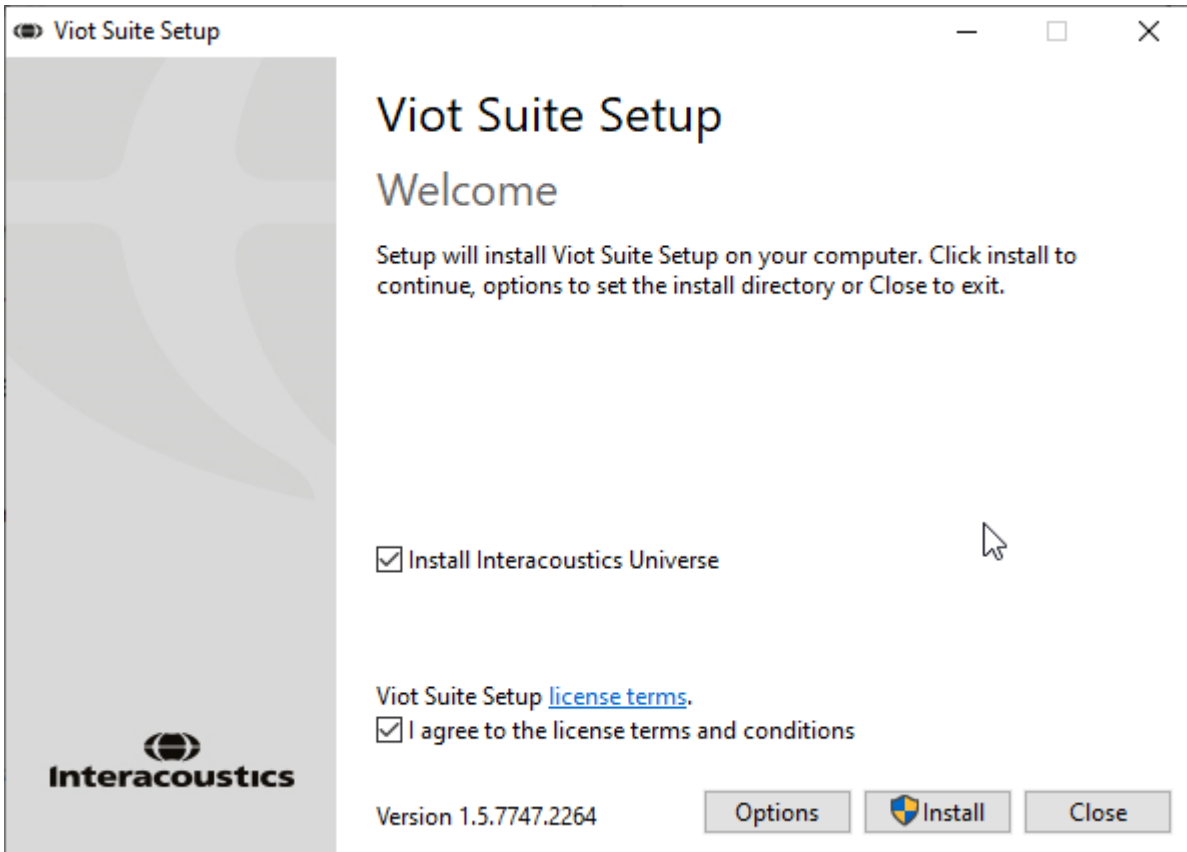 Viot Suite Setup
Viot Suite Setup
Welcome
Setup will install Viot Suite Setup on your computer. Click install to
continue, options to set the install directory or Close to exit.
Install Interacoustics Universe
Viot Suite Setup license terms.
I agree to the license terms and conditions
Interacoustics
Version 1.5.7747.2264
Options
Install
Close